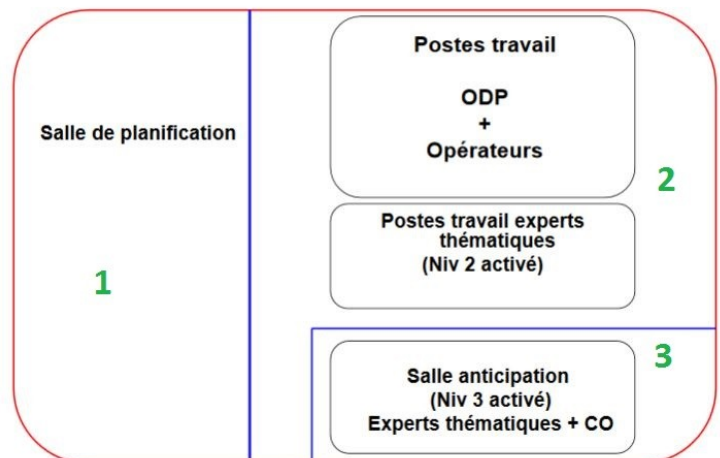 Salle de planification
1
Postes travail
ODP
+
Opérateurs
2
Postes travail experts
thématiques
(Niv 2 activé)
3
Salle anticipation
(Niv 3 activé)
Experts thématiques + CO